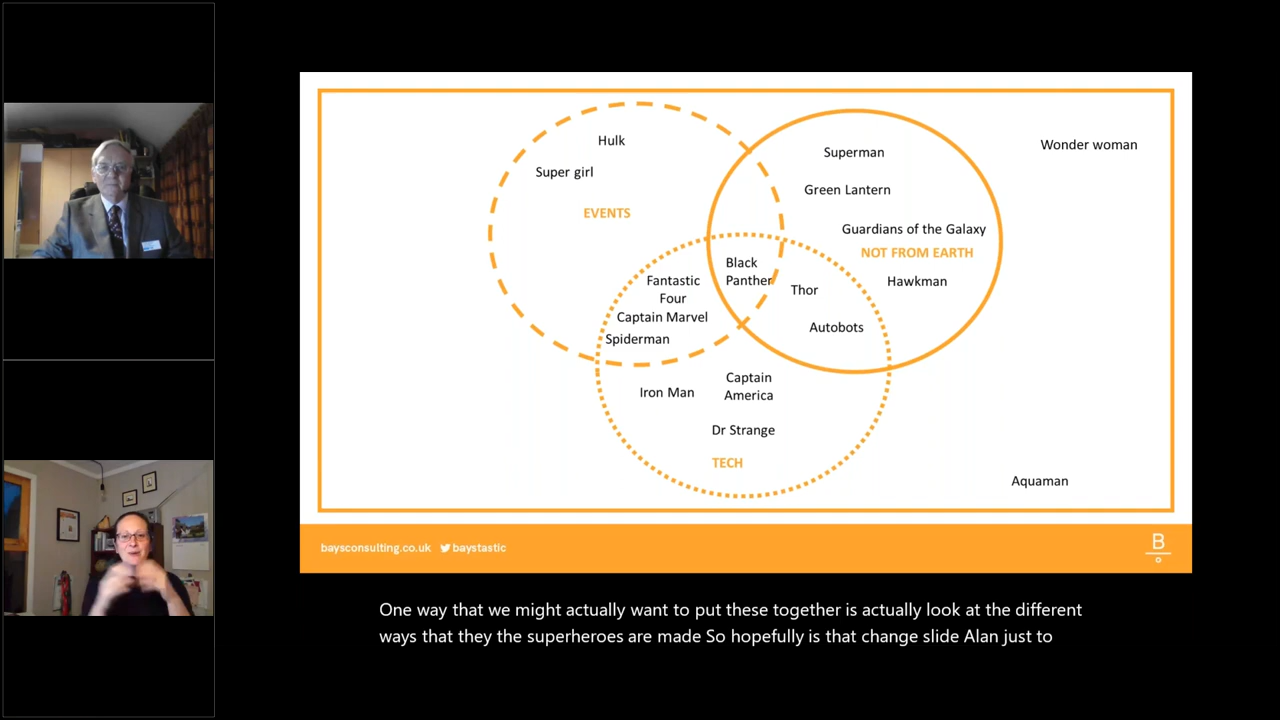 Hulk
Super girl
EVENTS
Superman
Green Lantern
Guardians of the Galaxy
NOT FROM EARTH
Hawkman
Wonder woman
Black
Panther
Thor
Autobots
Fantastic
Four
Captain Marvel
Spiderman
Iron Man
Captain
America
Dr Strange
TECH
Aquaman
baysconsulting.co.uk baystastic
B
One way that we might actually want to put these together is actually look at the different
ways that they the superheroes are made So hopefully is that change slide Alan just to